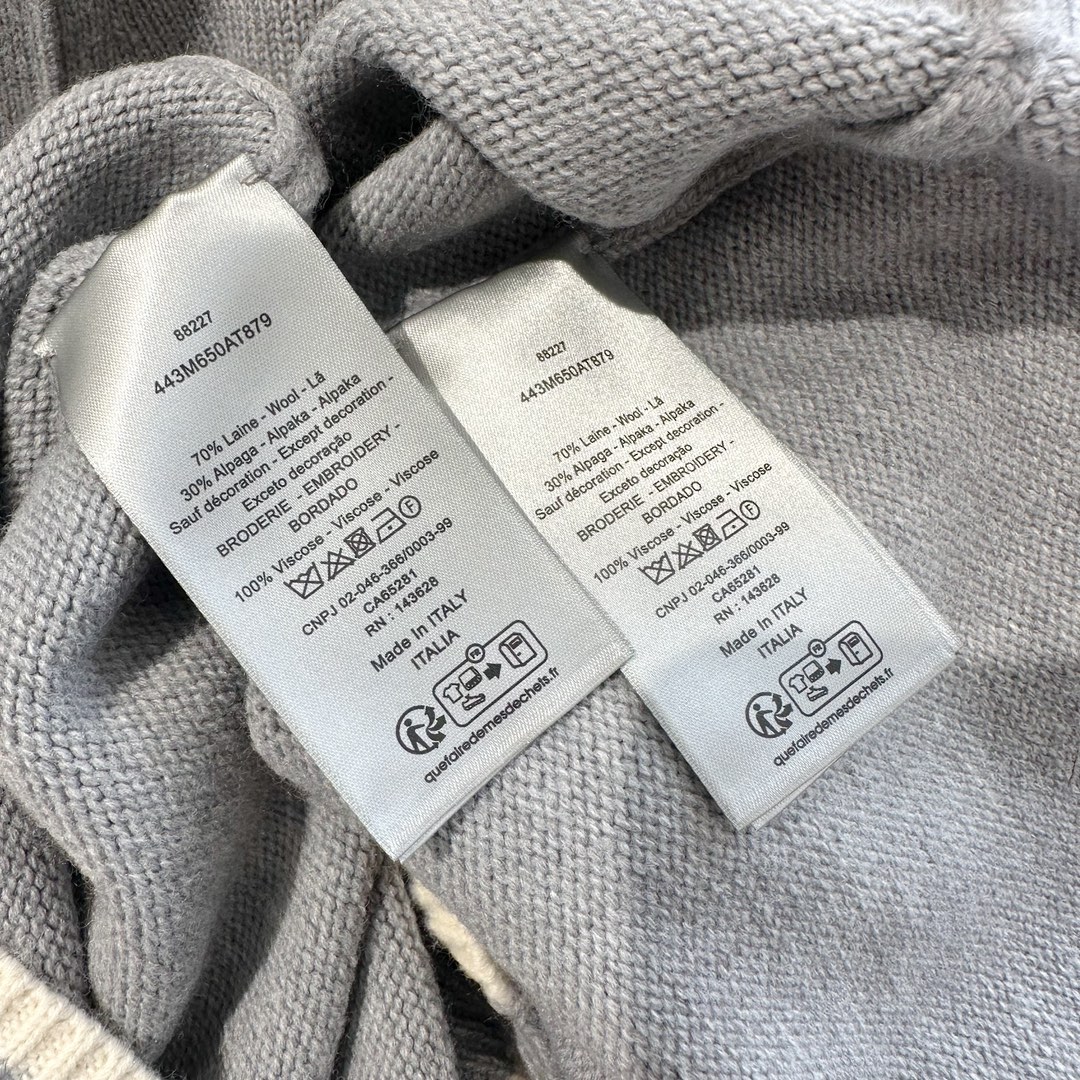 88227
443M650AT879
70% Laine - Wool - Lã
30% Alpaga - Alpaka - Alpaka
Sauf décoration - Except decoration -
Exceto decoração
BRODERIE - EMBROIDERY -
BORDADO
100% Viscose - Viscose - Viscose
F
CNPJ 02-046-366/0003-99
CA65281
RN : 143628
Made In ITALY
ITALIA
FR
quefairedemesdechets.fr
88227
443M650AT879
70% Laine - Wool - Lã
30% Alpaga - Alpaka - Alpaka
Sauf décoration - Except decoration -
Exceto decoração
BRODERIE - EMBROIDERY -
BORDADO
100% Viscose - Viscose - Viscose
F
CNPJ 02-046-366/0003-99
CA65281
RN : 143628
Made In ITALY
ITALIA
FR
quefairedemesdechets.fr